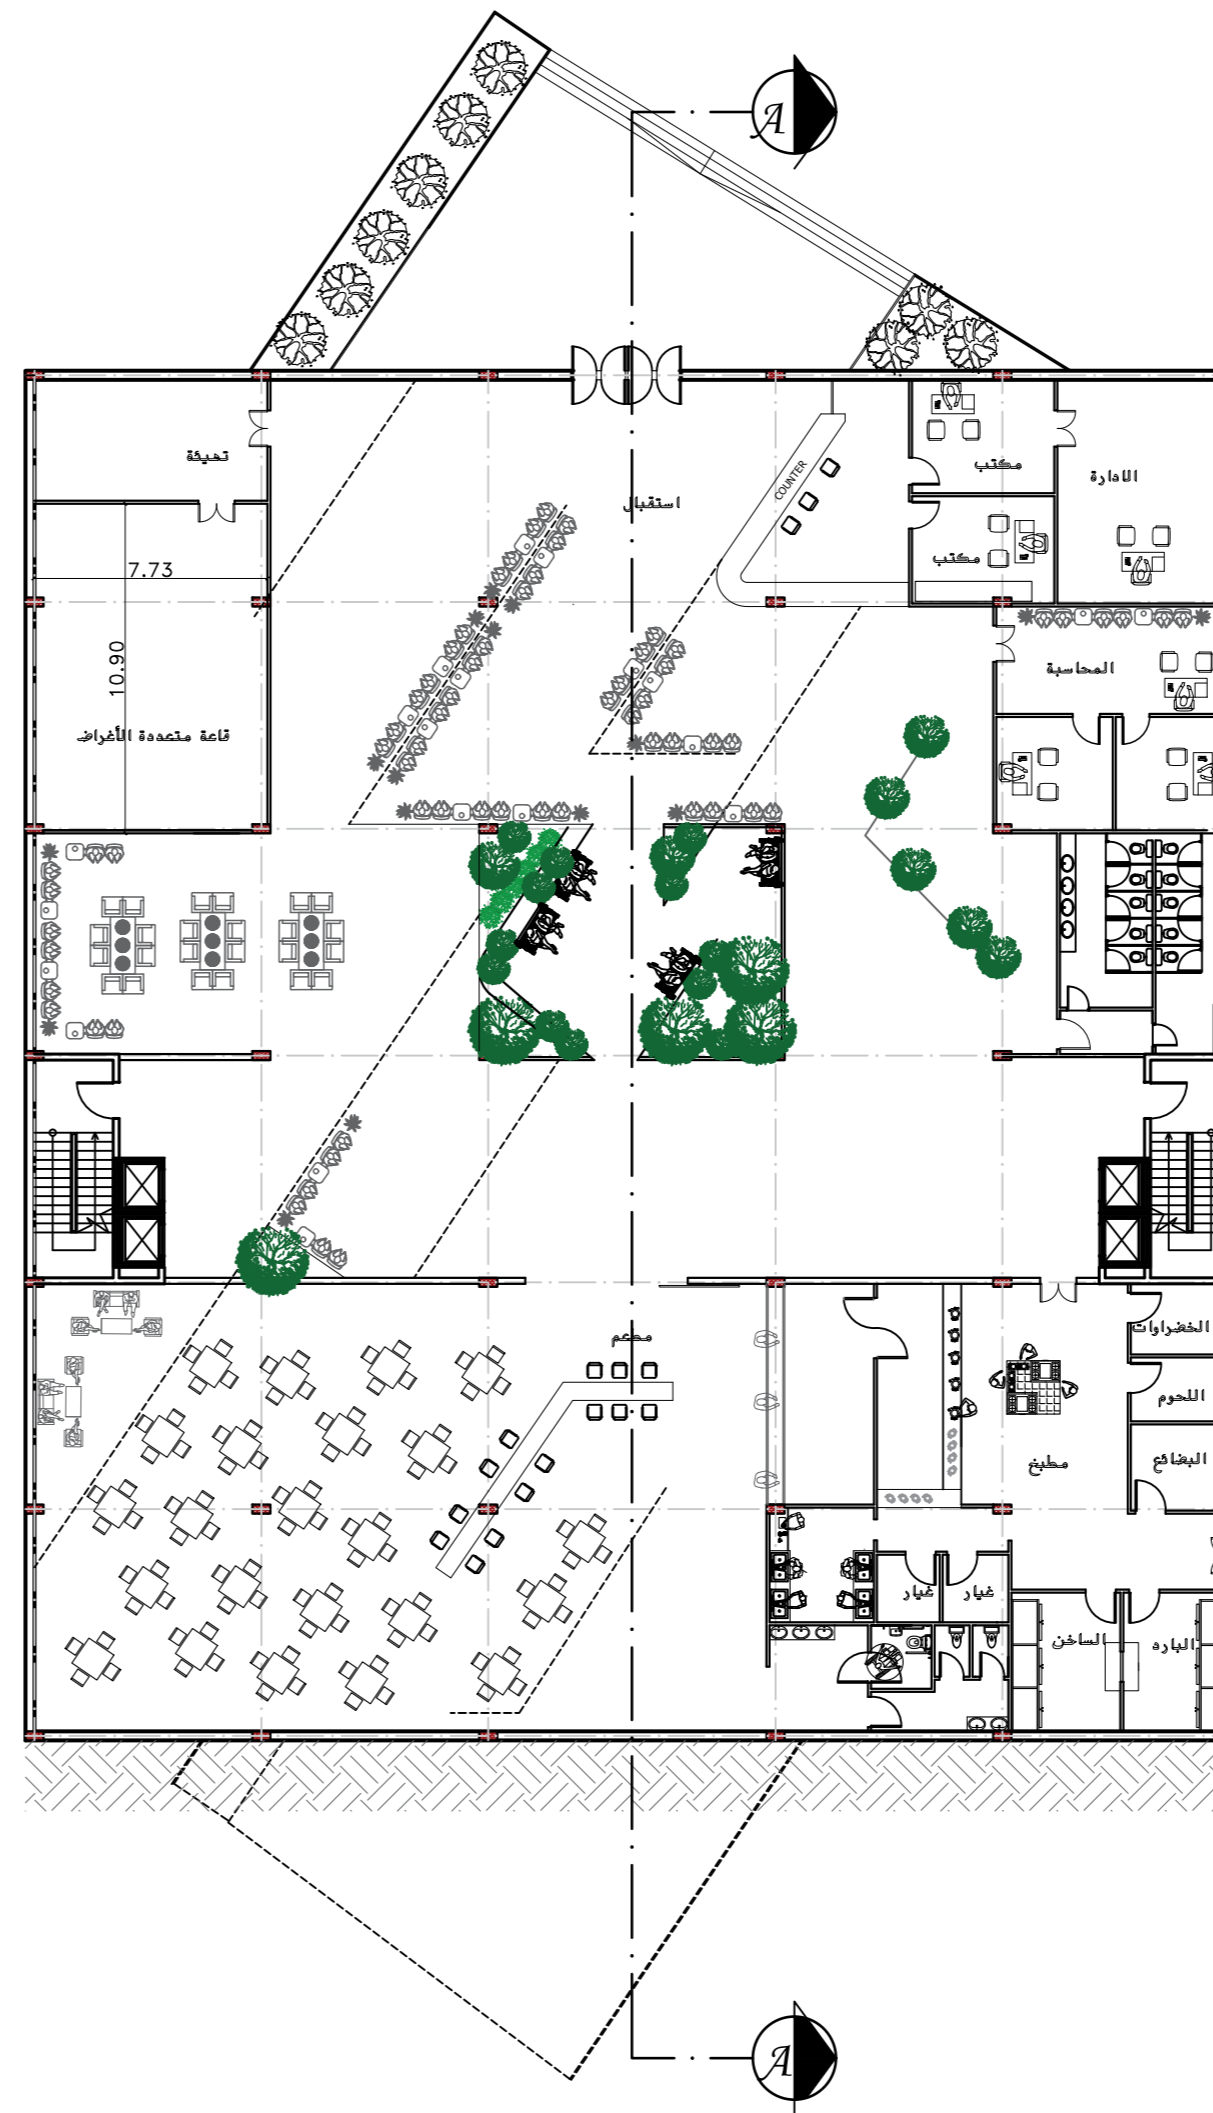 A
تهيئة
مكتب
الادارة
COUNTER
استقبال
مكتب
7.73
10.90
المحاسبة
قاعة متعددة الأغراض
مطعم
الخضراوات
اللحوم
البضائع
مطبخ
غيار
غيار
الساخن
البارد
A